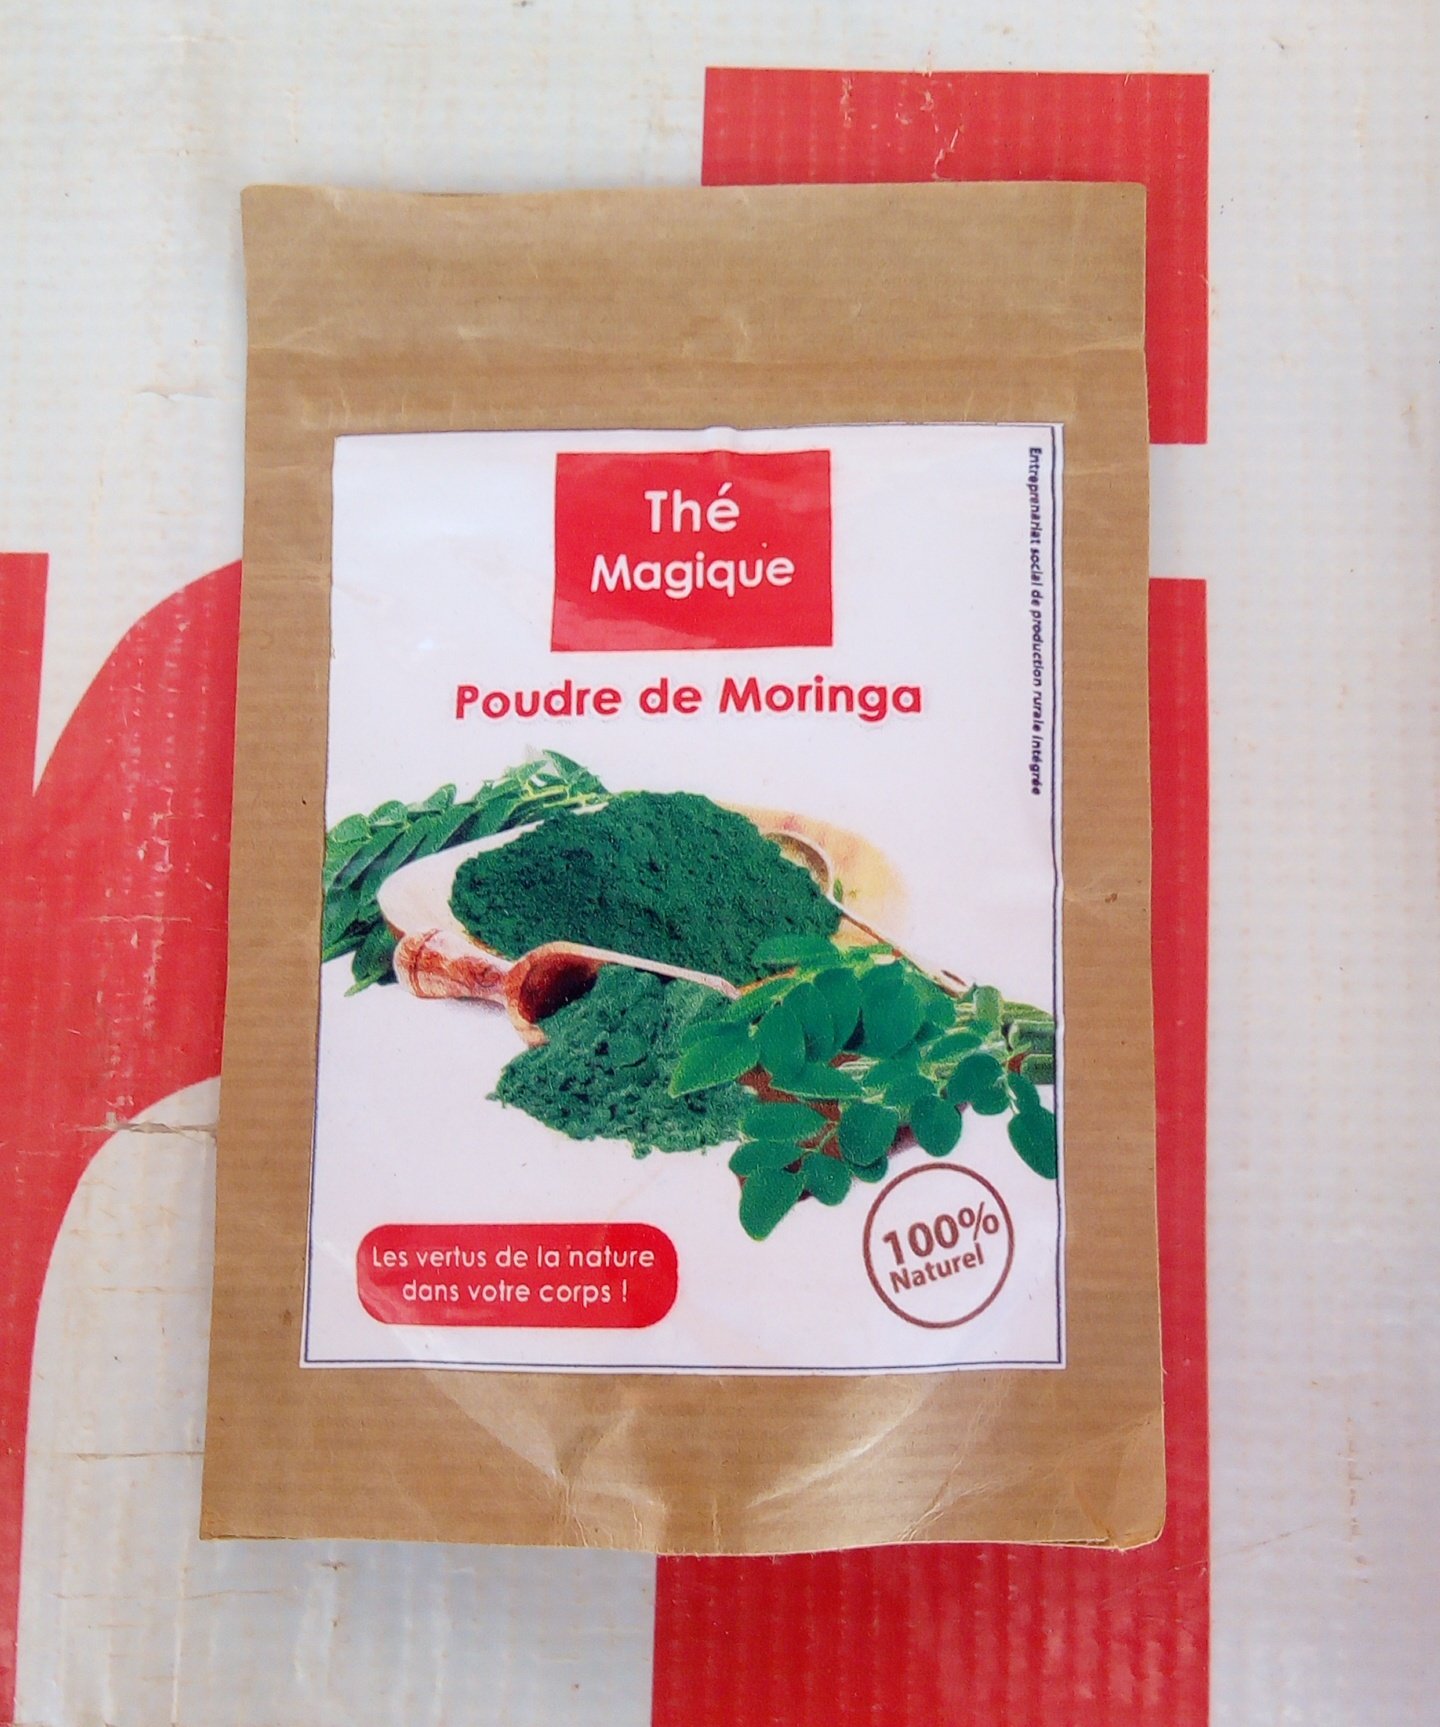 Thé
Magique
Poudre de Moringa
Entreprenariat social de production rurale intégrée
Les vertus de la nature
dans votre corps !
100%
Naturel